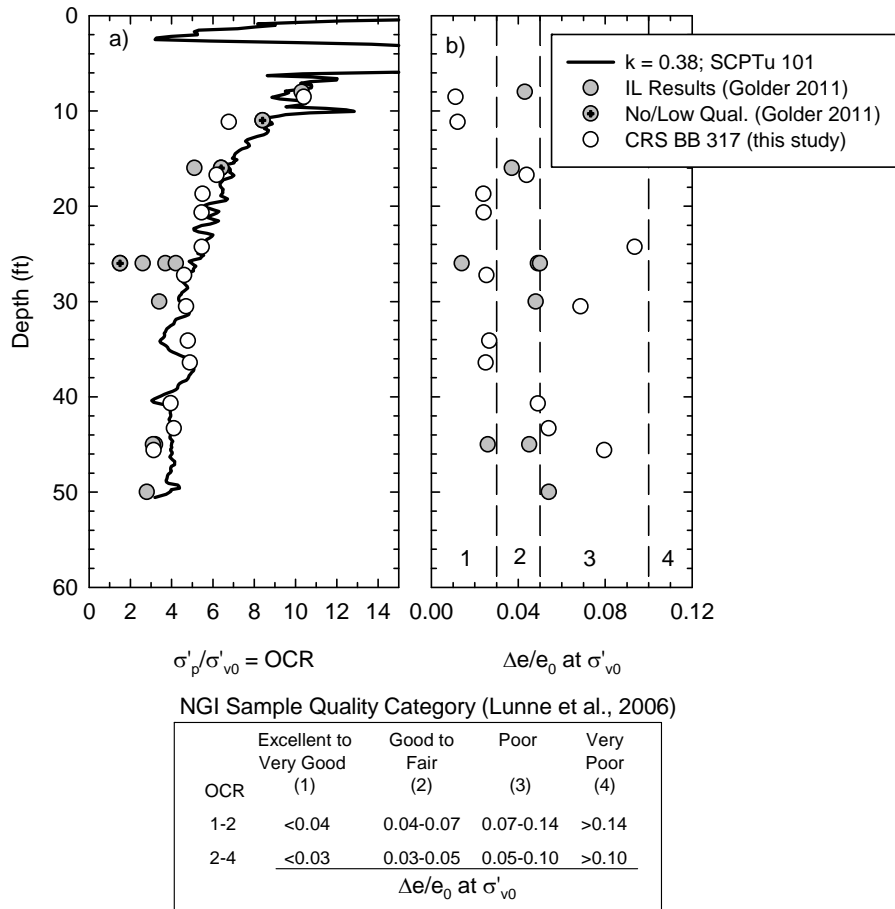 a)
b)
k = 0.38; SCPTu 101
IL Results (Golder 2011)
No/Low Qual. (Golder 2011)
CRS BB 317 (this study)
Depth (ft)
0
10
20
30
40
50
60
0 2 4 6 8 10 12 14
1 2 3 4
0.00 0.04 0.08 0.12
σ'p/σ'v0 = OCR
Δe/e0 at σ'v0
NGI Sample Quality Category (Lunne et al., 2006)
Excellent to Good to Poor Very
Very Good Fair Poor
(1) (2) (3) (4)
OCR
1-2 <0.04 0.04-0.07 0.07-0.14 >0.14
2-4 <0.03 0.03-0.05 0.05-0.10 >0.10
Δe/e0 at σ'v0